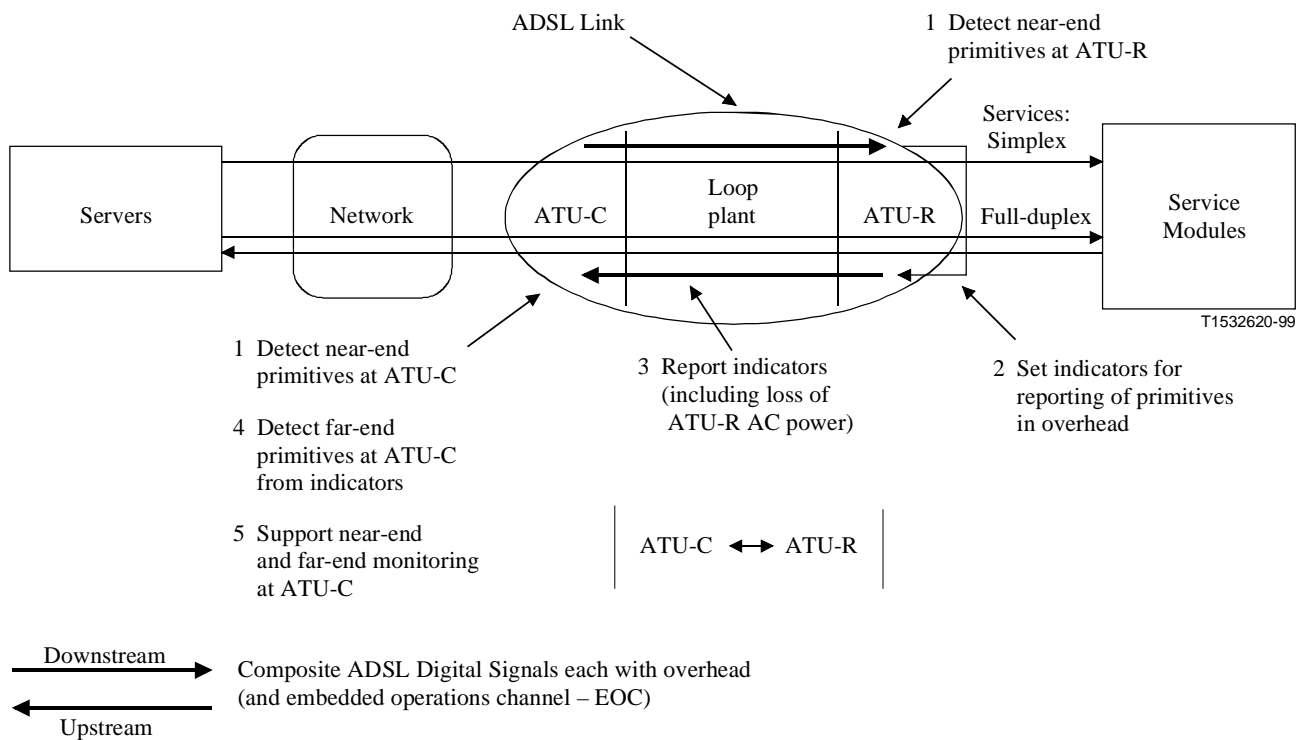 ADSL Link
1 Detect near-end
primitives at ATU-R
Services:
Simplex
Servers
Network
ATU-C
Loop
plant
ATU-R
Full-duplex
Service
Modules
T1532620-99
1 Detect near-end
primitives at ATU-C
4 Detect far-end
primitives at ATU-C
from indicators
5 Support near-end
and far-end monitoring
at ATU-C
3 Report indicators
(including loss of
ATU-R AC power)
2 Set indicators for
reporting of primitives
in overhead
ATU-C ATU-R
Downstream
Upstream
Composite ADSL Digital Signals each with overhead
(and embedded operations channel – EOC)